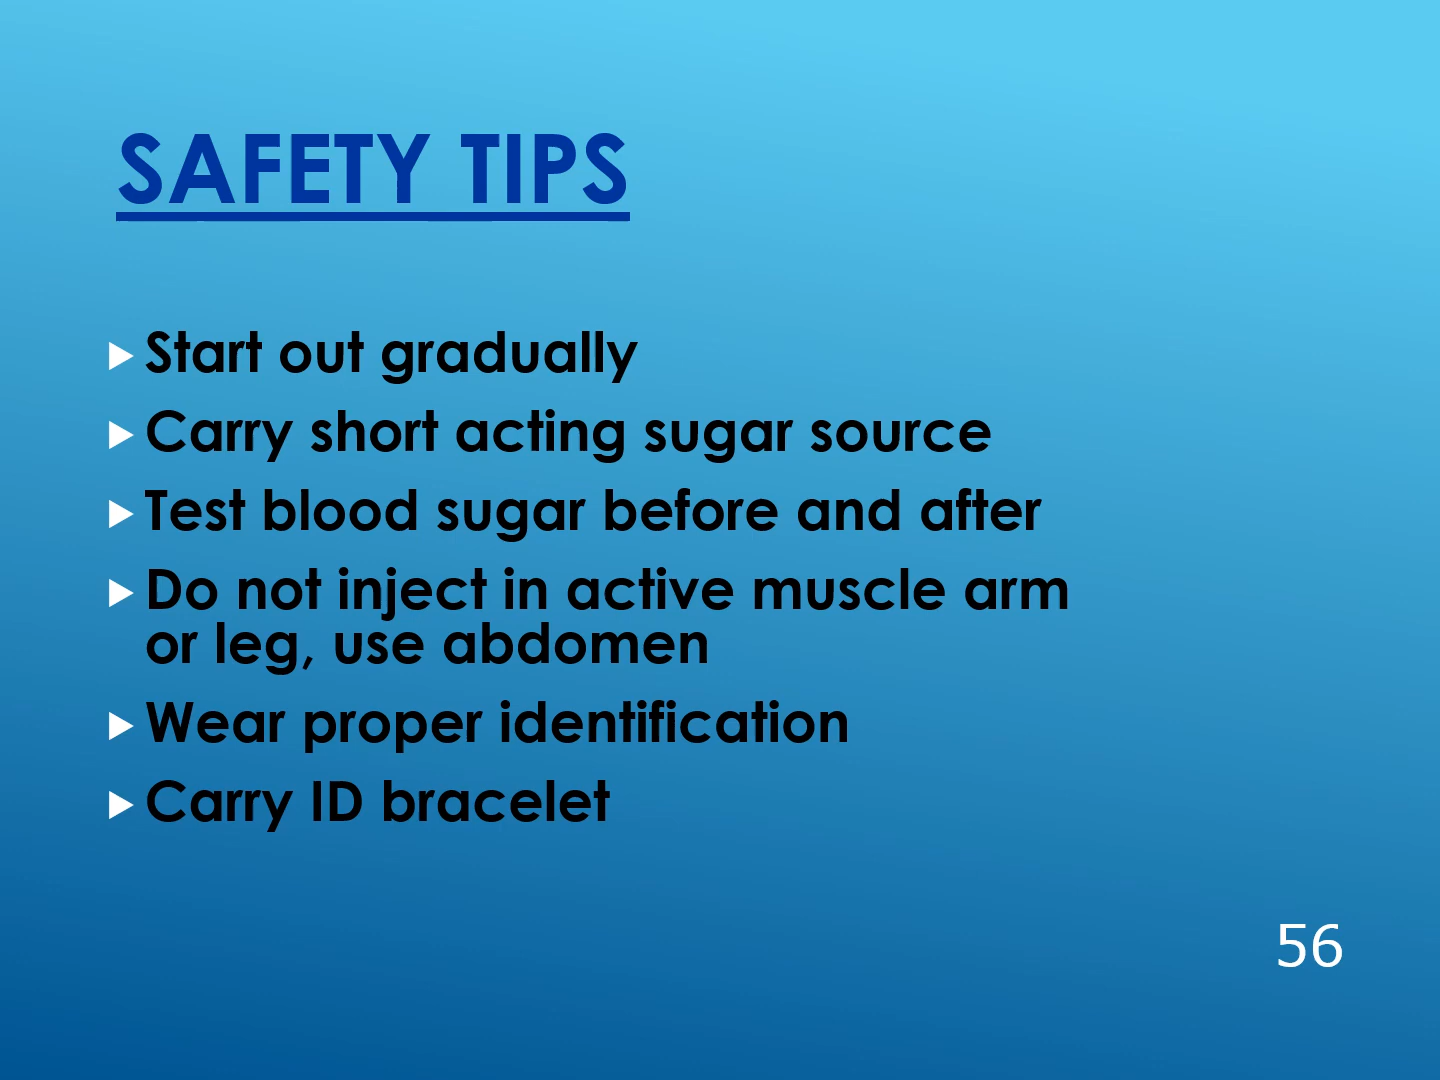 SAFETY TIPS
Start out gradually
Carry short acting sugar source
Test blood sugar before and after
Do not inject in active muscle arm
or leg, use abdomen
Wear proper identification
Carry ID bracelet
56